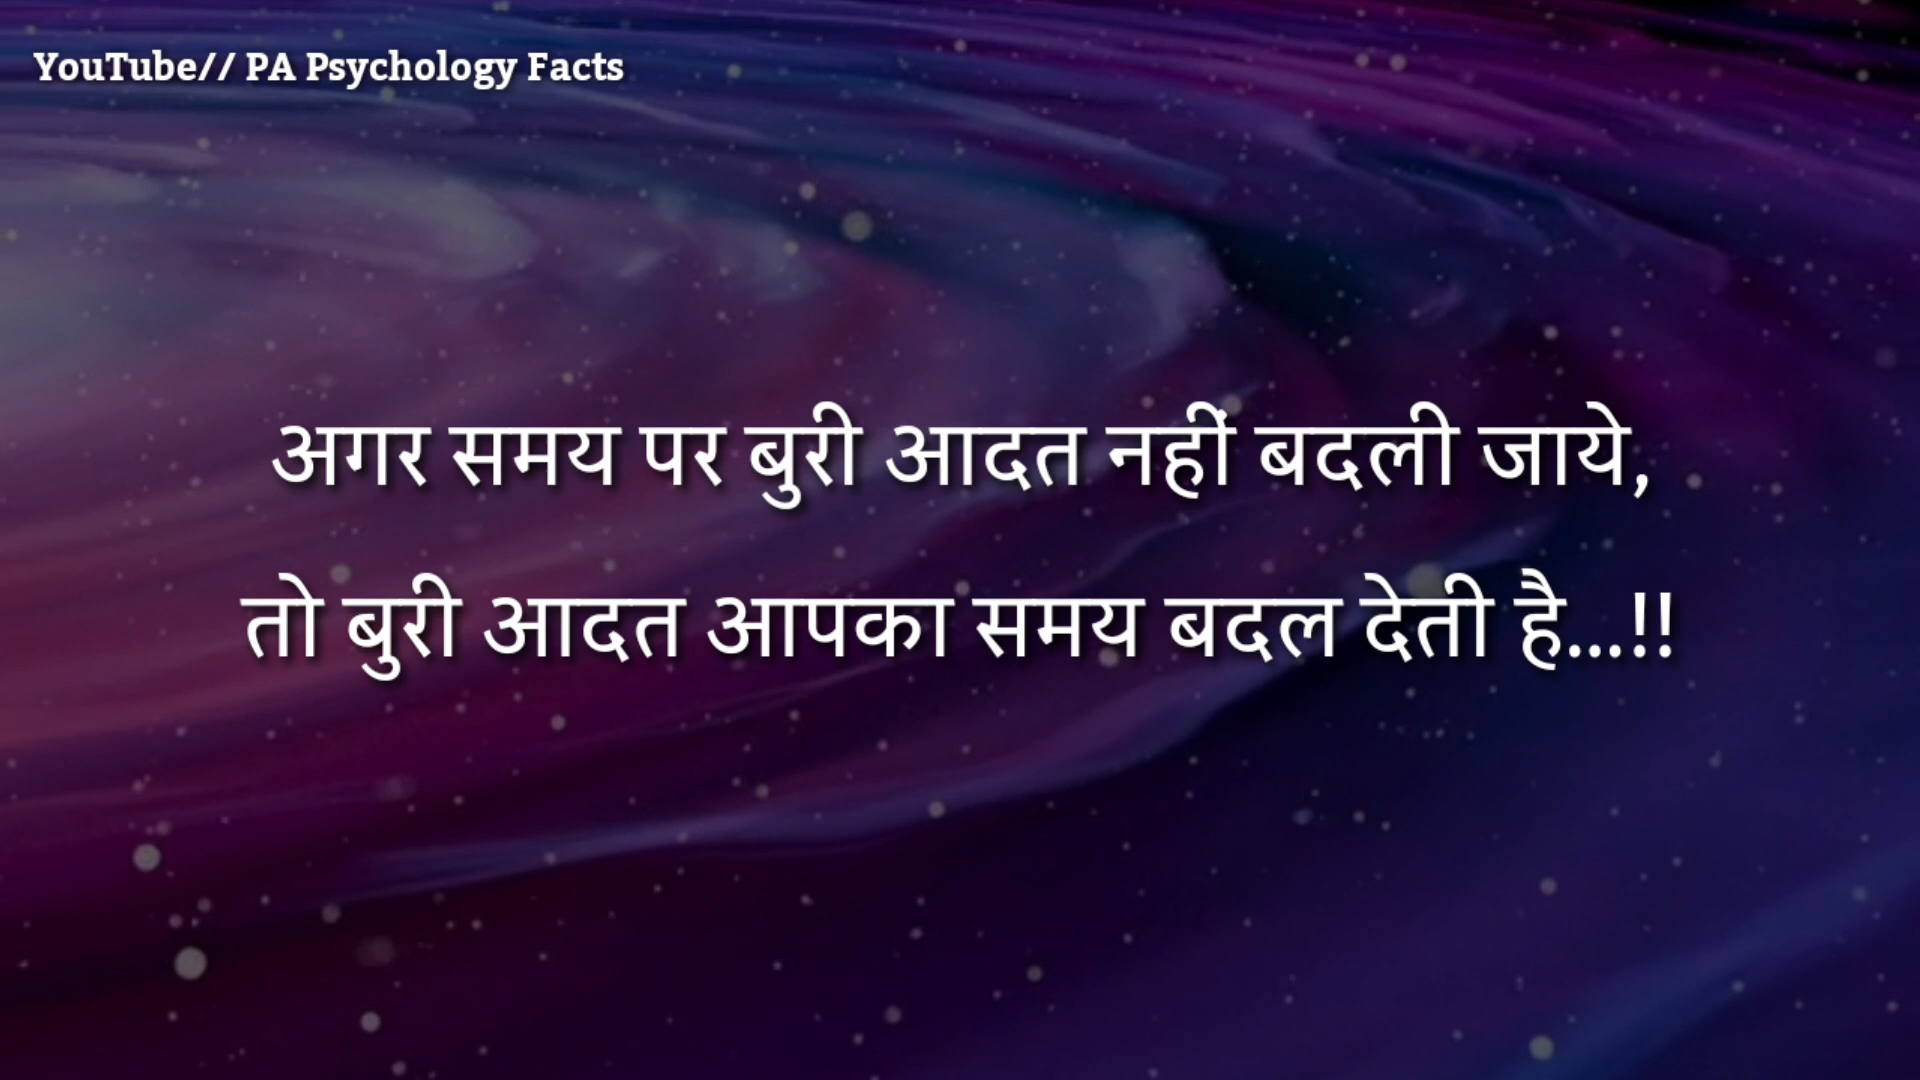 YouTube// PA Psychology Facts
अगर समय पर बुरी आदत नहीं बदली जाये,
तो बुरी आदत आपका समय बदल देती है...!!